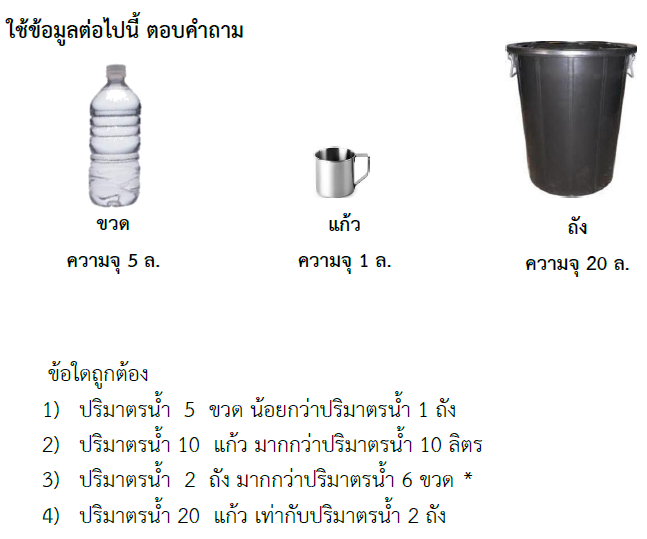 ใช้ข้อมูลต่อไปนี้ ตอบคำถาม
ขวด
ความจุ 5 ล.
แก้ว
ความจุ 1 ล.
ถัง
ความจุ 20 ล.
ข้อใดถูกต้อง
1) ปริมาตรน้ำ 5 ขวด น้อยกว่าปริมาตรน้ำ 1 ถัง
2) ปริมาตรน้ำ 10 แก้ว มากกว่าปริมาตรน้ำ 10 ลิตร
3) ปริมาตรน้ำ 2 ถัง มากกว่าปริมาตรน้ำ 6 ขวด *
4) ปริมาตรน้ำ 20 แก้ว เท่ากับปริมาตรน้ำ 2 ถัง